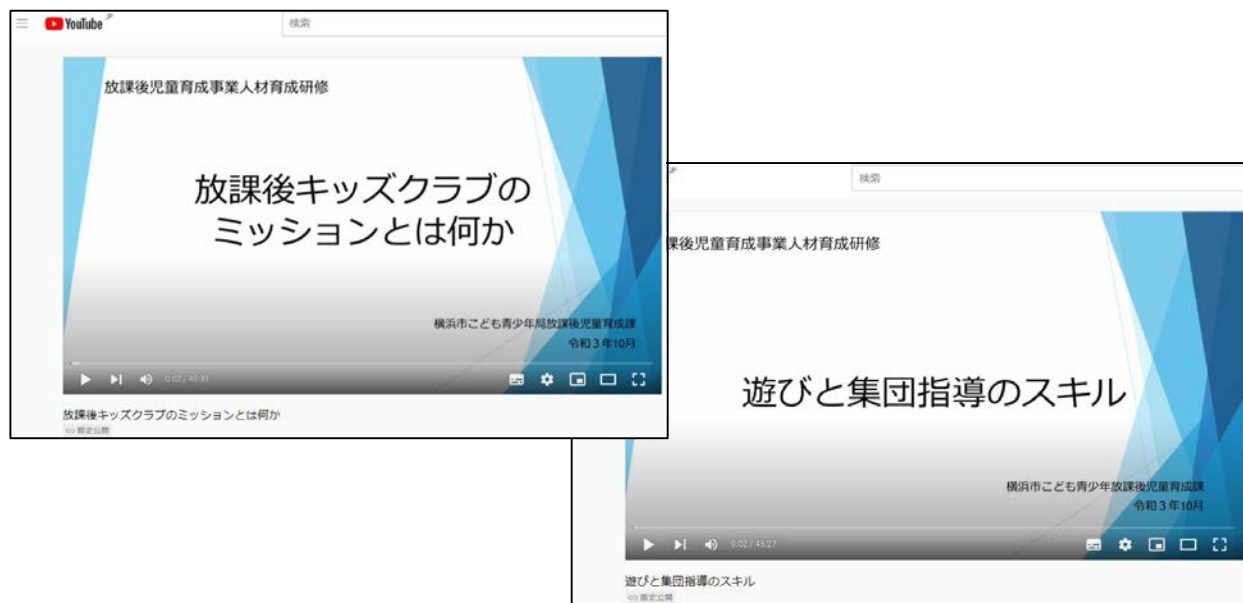 YouTube JP
検索
放課後児童育成事業人材育成研修
放課後キッズクラブの
ミッションとは何か
横浜市こども青少年局放課後児童育成課
令和3年10月
放課後キッズクラブのミッションとは何か
限定公開
検索
課後児童育成事業人材育成研修
遊びと集団指導のスキル
横浜市こども青少年放課後児童育成課
令和3年10月
0:02 / 45:27
遊びと集団指導のスキル
限定公開